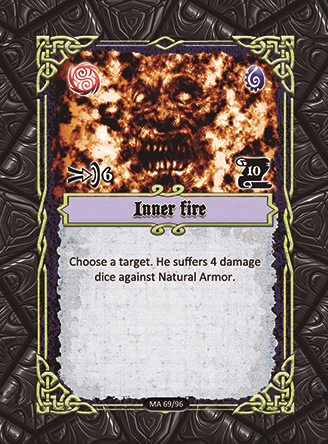 6
10
Inner fire
Choose a target. He suffers 4 damage
dice against Natural Armor.
MA 69/96